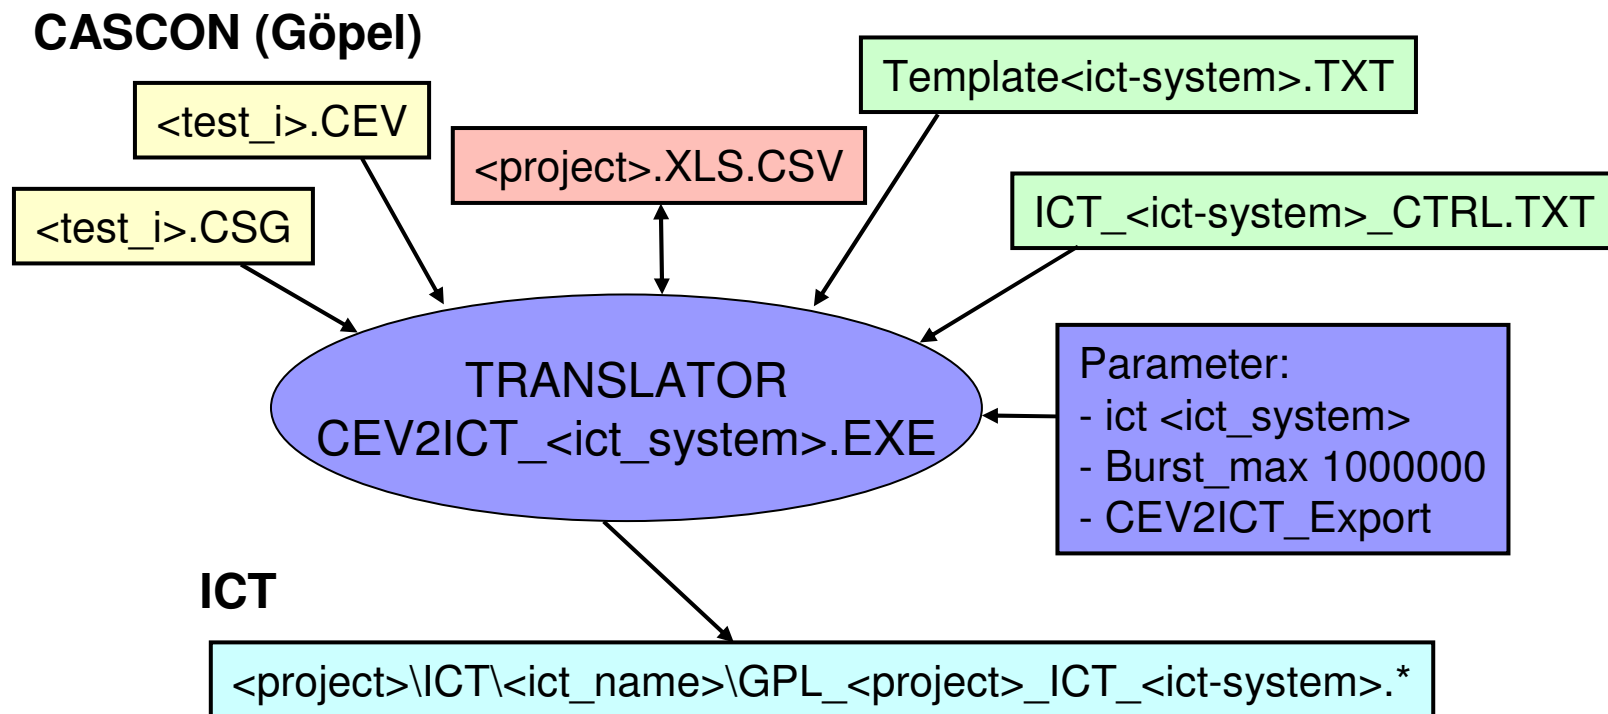 CASCON (Göpel)
Template<ict-system>.TXT
<test_i>.CEV
<project>.XLS.CSV
ICT_<ict-system>_CTRL.TXT
<test_i>.CSG
Parameter:
- ict <ict_system>
- Burst_max 1000000
- CEV2ICT_Export
TRANSLATOR
CEV2ICT_<ict_system>.EXE
ICT
<project>\ICT\<ict_name>\GPL_<project>_ICT_<ict-system>.*